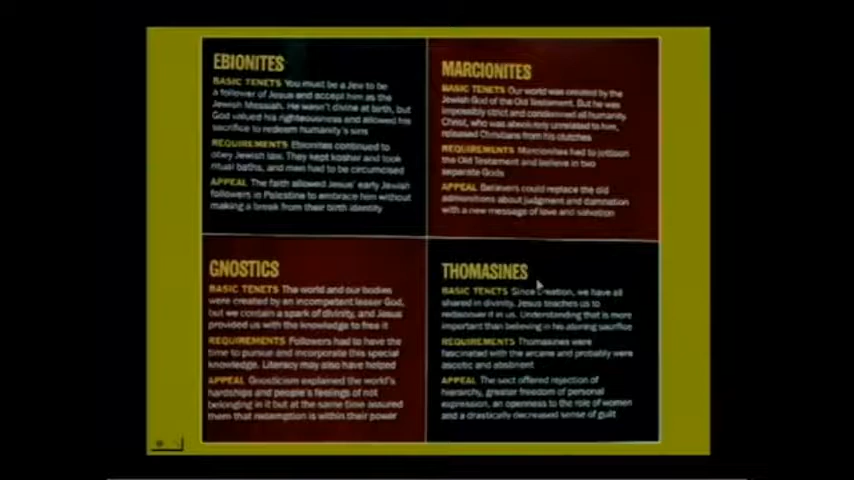 EBIONITES
BASIC TENETS You must be a Jew to be
a follower of Jesus and accept him as the
Jewish Messiah. He wasn't divine at birth, but
God valued his righteousness and allowed his
sacrifice to redeem humanity's sins
REQUIREMENTS Ebionites continued to
obey Jewish law. They kept kosher and took
ritual baths, and men had to be circumcised
APPEAL The faith allowed Jesus' early Jewish
followers in Palestine to embrace him without
making a break from their birth identity
MARCIONITES
BASIC TENETS Our world was created by the
Jewish God of the Old Testament. But he was
impossibly strict and condemned all humanity.
Christ, who was absolutely unrelated to him,
released Christians from his clutches
REQUIREMENTS Marcionites had to jettison
the Old Testament and believe in two
separate Gods
APPEAL Believers could replace the old
admonitions about judgment and damnation
with a new message of love and salvation
GNOSTICS
BASIC TENETS The world and our bodies
were created by an incompetent lesser God,
but we contain a spark of divinity, and Jesus
provided us with the knowledge to free it
REQUIREMENTS Followers had to have the
time to pursue and incorporate this special
knowledge. Literacy may also have helped
APPEAL Gnosticism explained the world's
hardships and people's feelings of not
belonging in it but at the same time assured
them that redemption is within their power
THOMASINES
BASIC TENETS Since Creation, we have all
shared in divinity. Jesus teaches us to
rediscover it in us. Understanding that is more
important than believing in his atoning sacrifice
REQUIREMENTS Thomasines were
fascinated with the arcane and probably were
ascetic and abstinent
APPEAL The sect offered rejection of
hierarchy, greater freedom of personal
expression, an openness to the role of women
and a drastically decreased sense of guilt